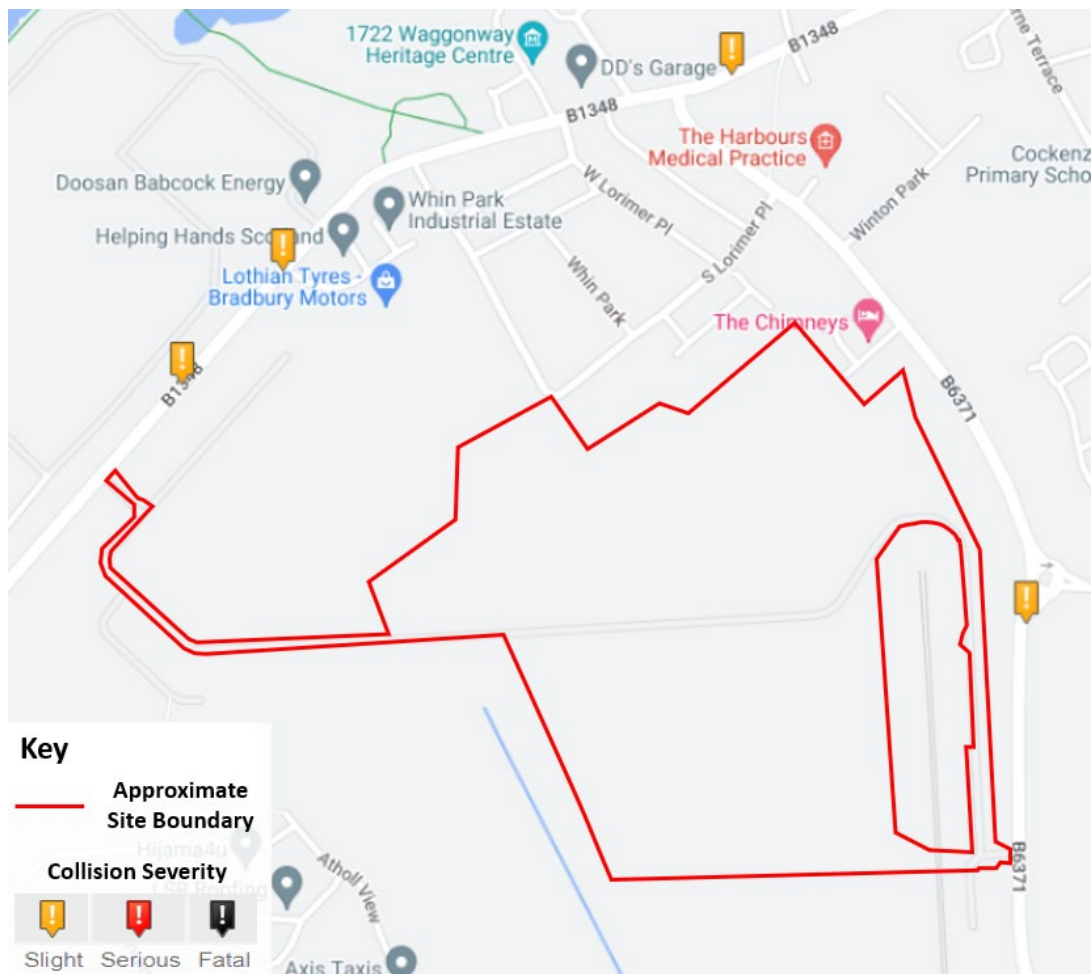 1722 Waggonway
Heritage Centre
DD's Garage
B1348
B1348
The Harbours
Medical Practice
Cockenz
Primary Scho
rne Terrace
Winton Park
W Lorimer Pl
S Lorimer Pl
Doosan Babcock Energy
Whin Park
Industrial Estate
Helping Hands Scotland
Lothian Tyres -
Bradbury Motors
Whin Park
The Chimneys
B1348
B6371
B6371
Key
Approximate
Site Boundary
Hijama4u
Collision Severity
LSR Roofing
Atholl View
Slight Serious Fatal
Axis Taxis